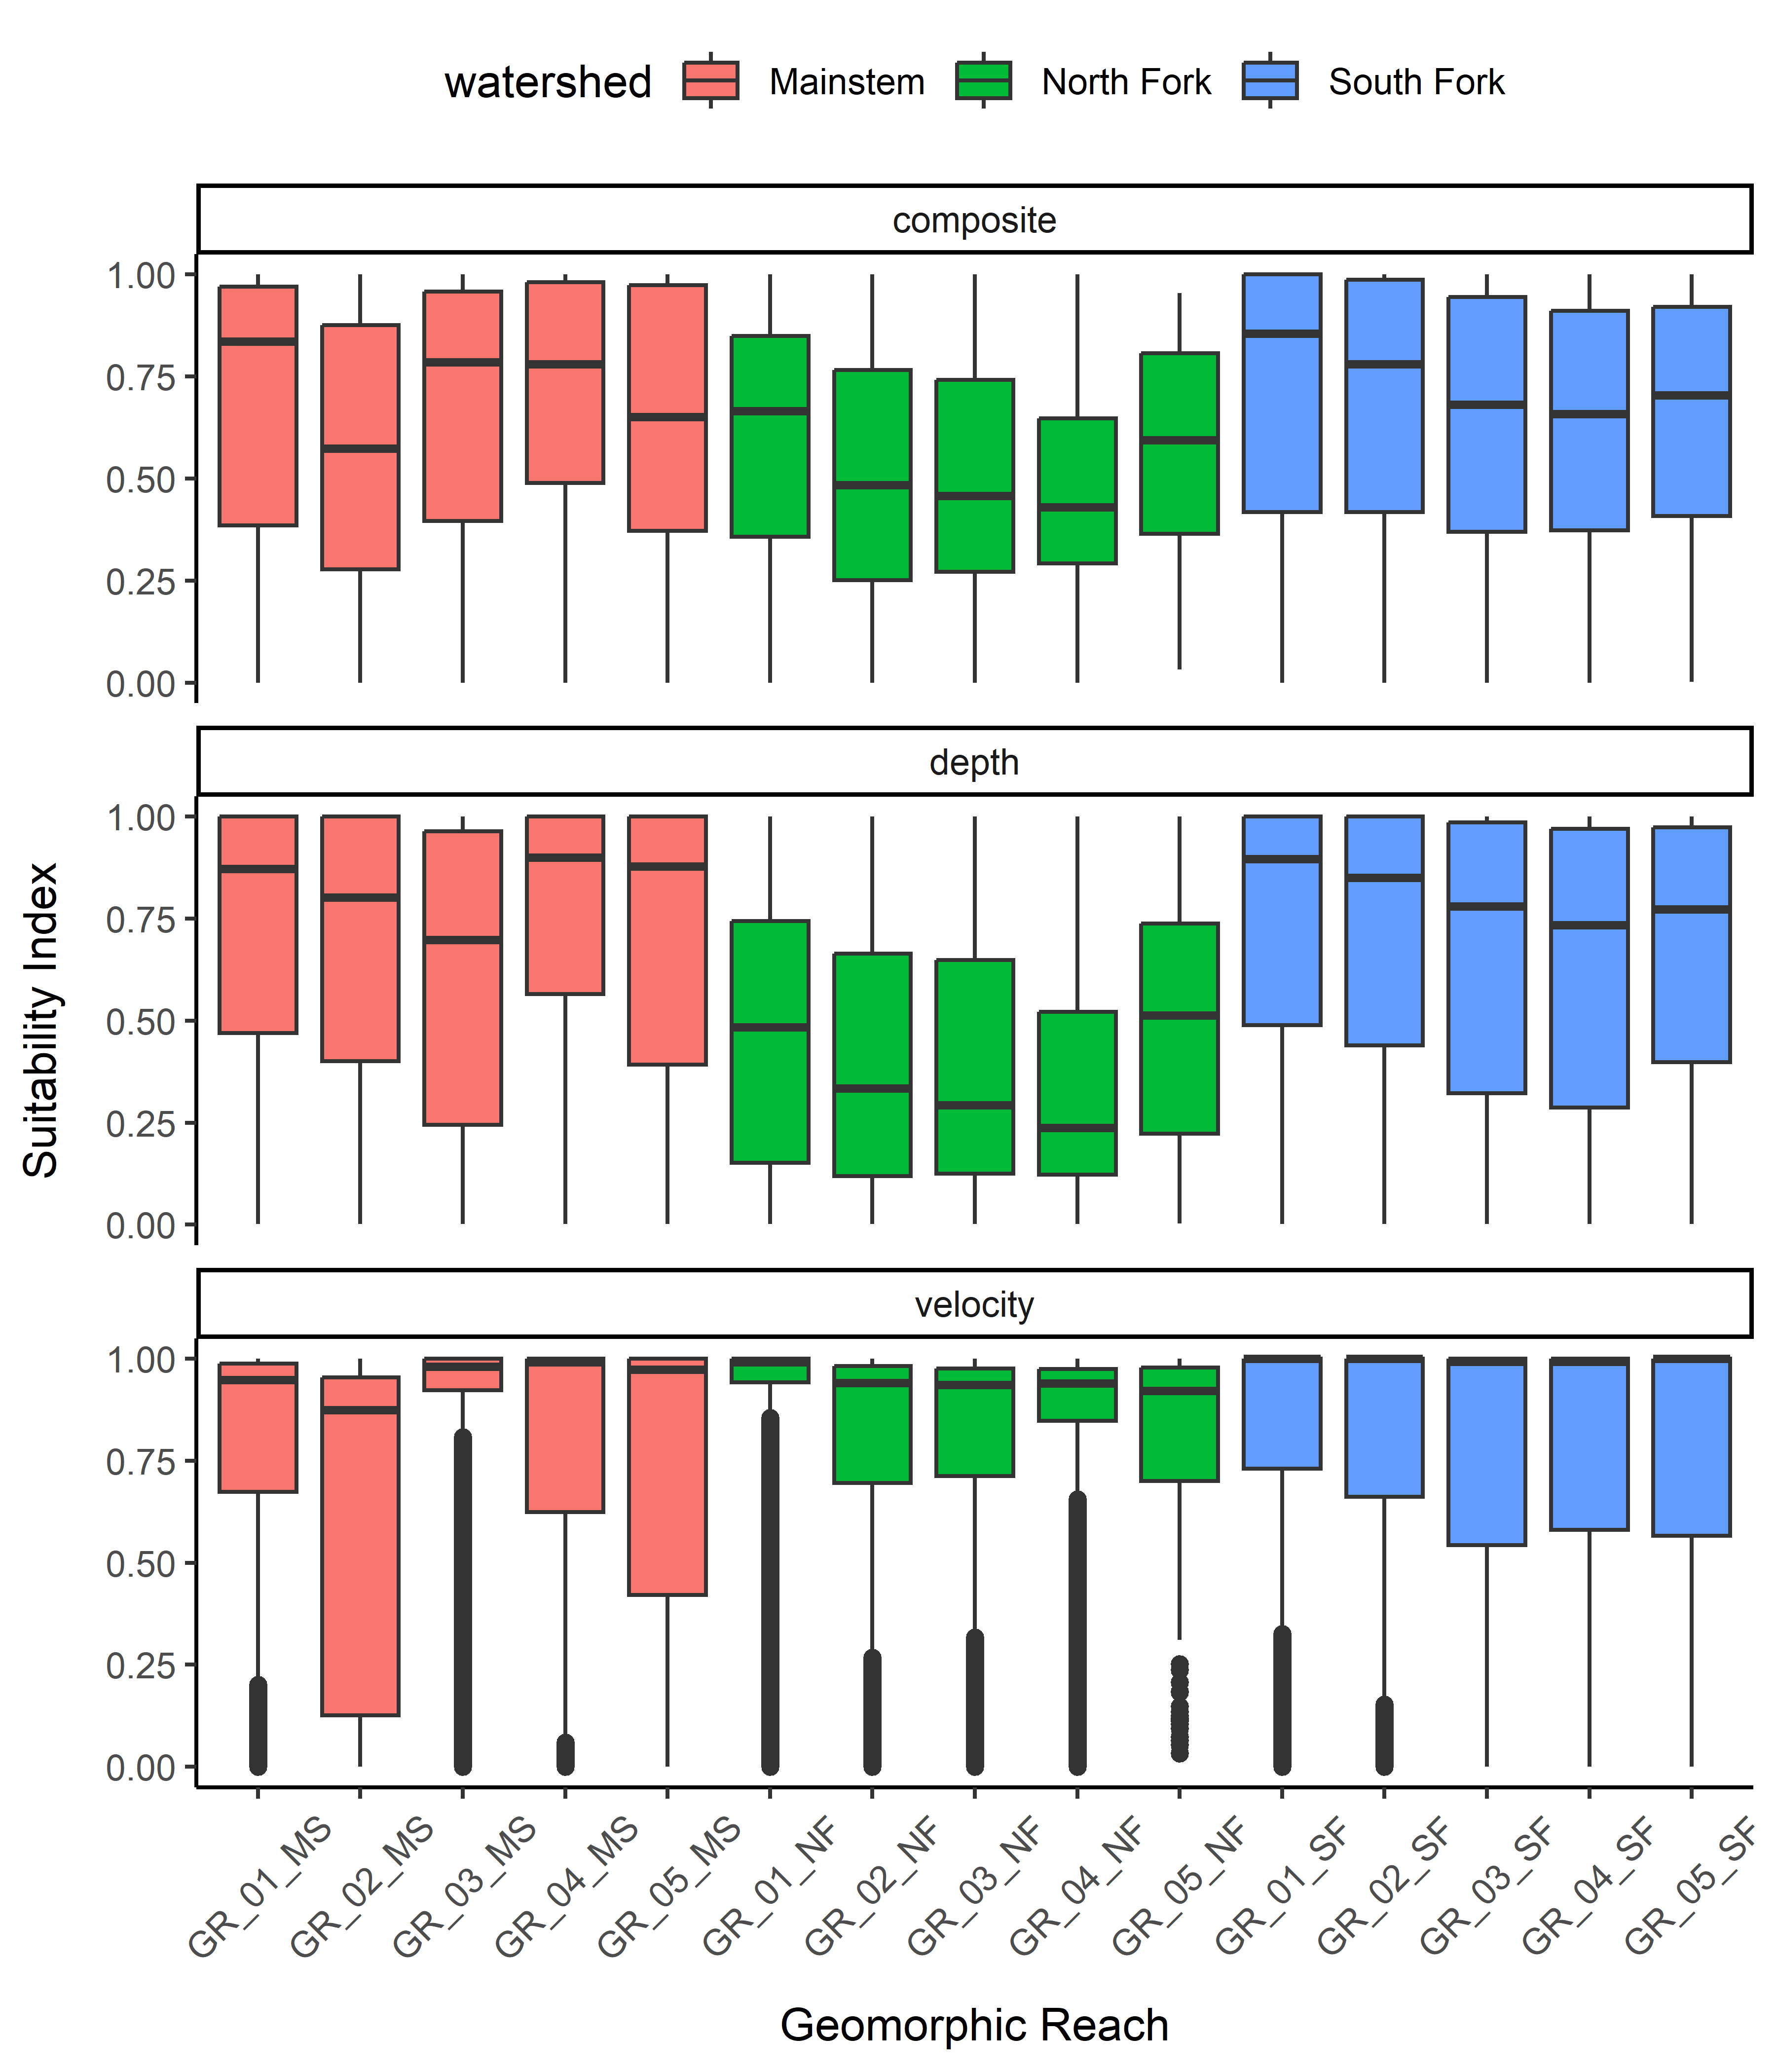 watershed Mainstem North Fork South Fork
composite
1.00
0.75
0.50
0.25
0.00
depth
1.00
0.75
0.50
0.25
0.00
velocity
1.00
0.75
0.50
0.25
0.00
Suitability Index
GR_01_MS
GR_02_MS
GR_03_MS
GR_04_MS
GR_05_MS
GR_01_NF
GR_02_NF
GR_03_NF
GR_04_NF
GR_05_NF
GR_01_SF
GR_02_SF
GR_03_SF
GR_04_SF
GR_05_SF
Geomorphic Reach